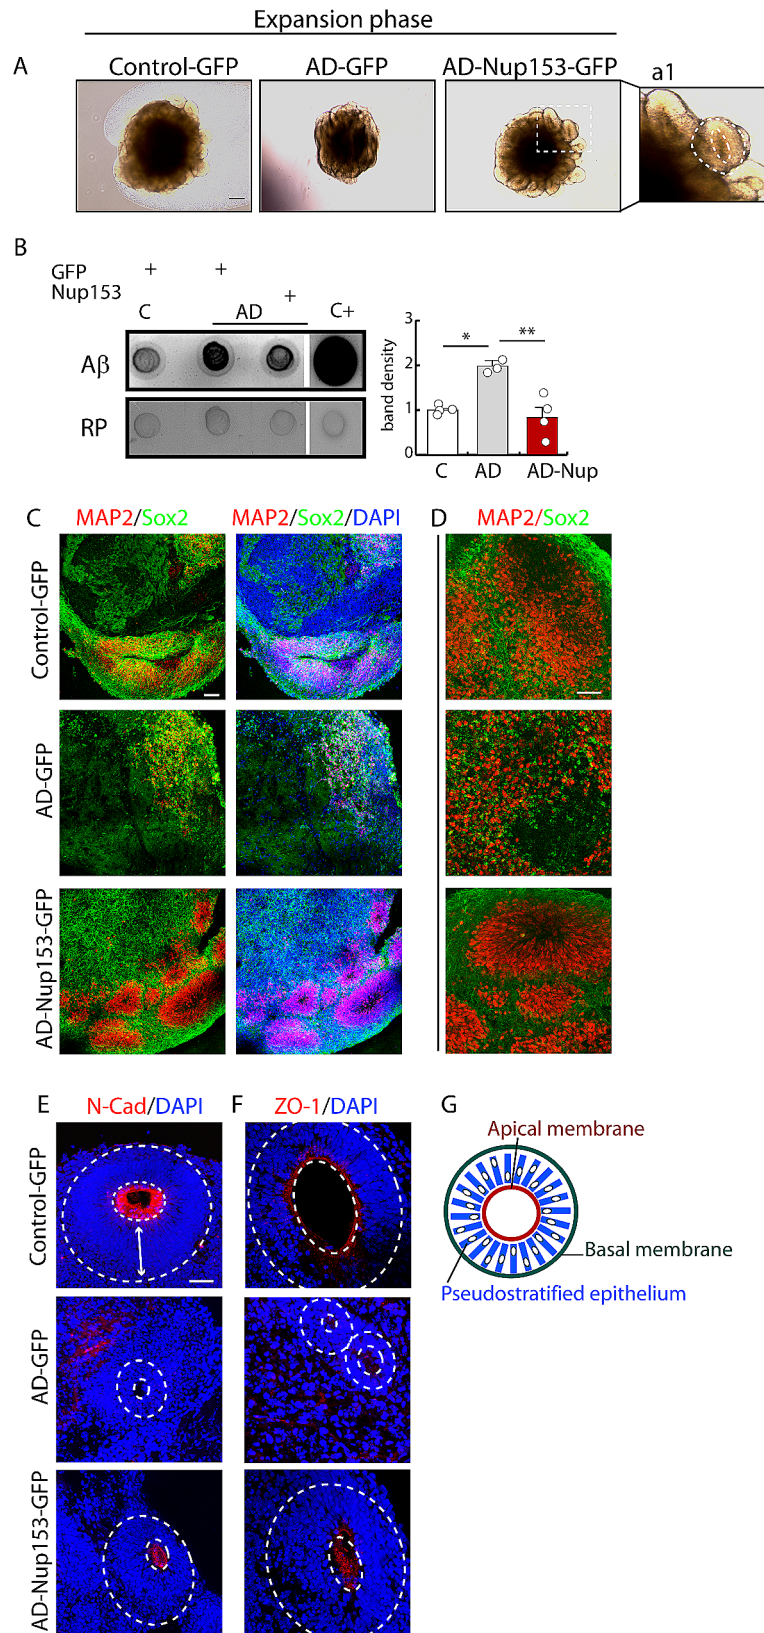 Expansion phase
A
Control-GFP
AD-GFP
AD-Nup153-GFP
a1
B
GFP + +
Nup153 +
C AD C+
Aβ
RP
band density
3
2
1
0
* **
C AD AD-Nup
C MAP2/Sox2 MAP2/Sox2/DAPI D MAP2/Sox2
Control-GFP
AD-GFP
AD-Nup153-GFP
E N-Cad/DAPI F ZO-1/DAPI G
Control-GFP
AD-GFP
AD-Nup153-GFP
Apical membrane
Basal membrane
Pseudostratified epithelium